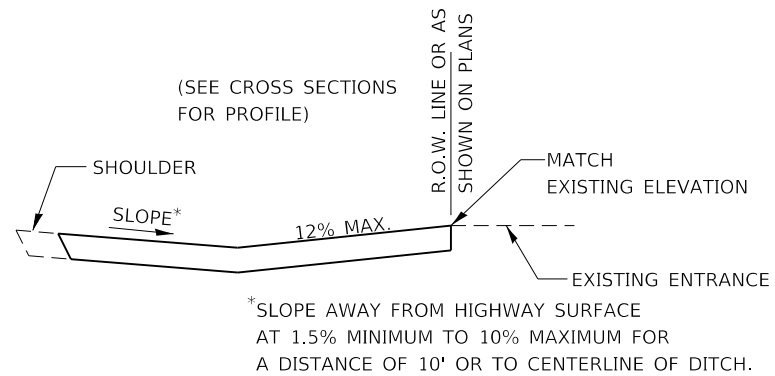 (SEE CROSS SECTIONS
FOR PROFILE)
R.O.W. LINE OR AS
SHOWN ON PLANS
SHOULDER
MATCH
EXISTING ELEVATION
SLOPE*
12% MAX.
EXISTING ENTRANCE
*SLOPE AWAY FROM HIGHWAY SURFACE
AT 1.5% MINIMUM TO 10% MAXIMUM FOR
A DISTANCE OF 10' OR TO CENTERLINE OF DITCH.